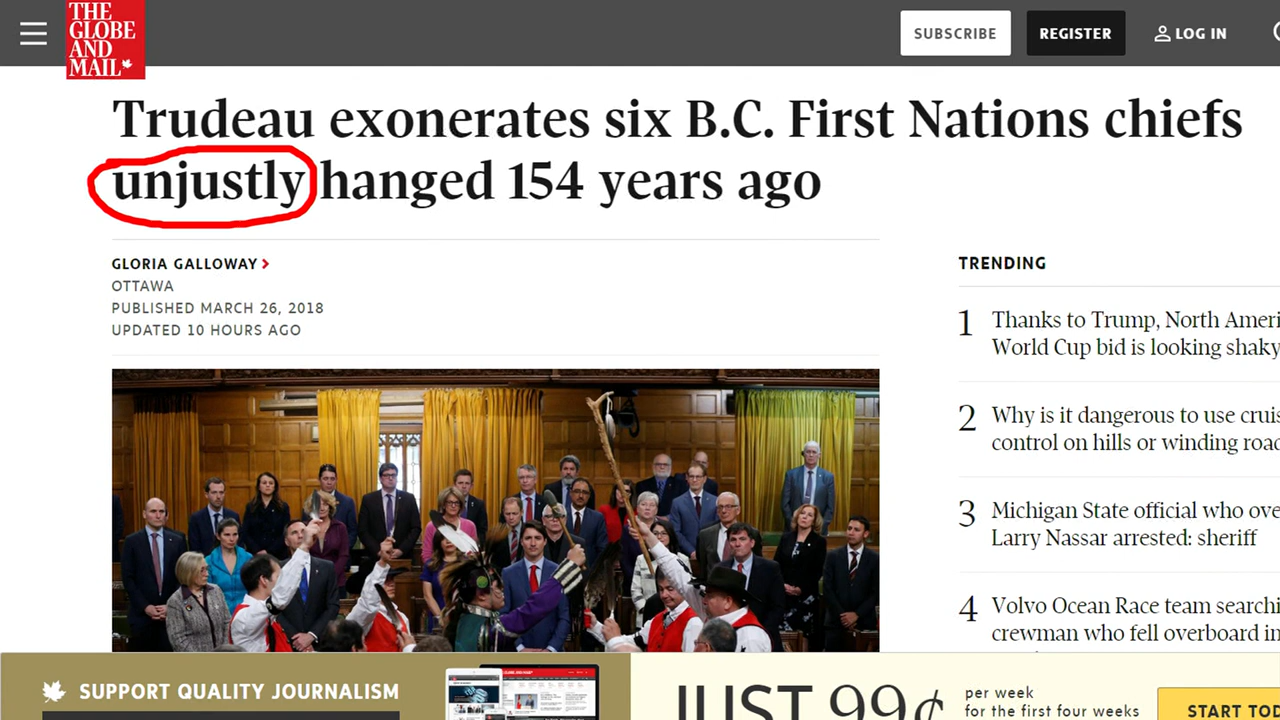 THE
GLOBE
AND
MAIL
SUBSCRIBE
REGISTER
LOG IN
Trudeau exonerates six B.C. First Nations chiefs
unjustly hanged 154 years ago
GLORIA GALLOWAY
OTTAWA
PUBLISHED MARCH 26, 2018
UPDATED 10 HOURS AGO
TRENDING
1 Thanks to Trump, North Ameri
World Cup bid is looking shaky
2 Why is it dangerous to use crui
control on hills or winding roa
3 Michigan State official who ove
Larry Nassar arrested: sheriff
4 Volvo Ocean Race team searchi
crewman who fell overboard in
SUPPORT QUALITY JOURNALISM
JUST 99¢
per week
for the first four weeks
START TOD